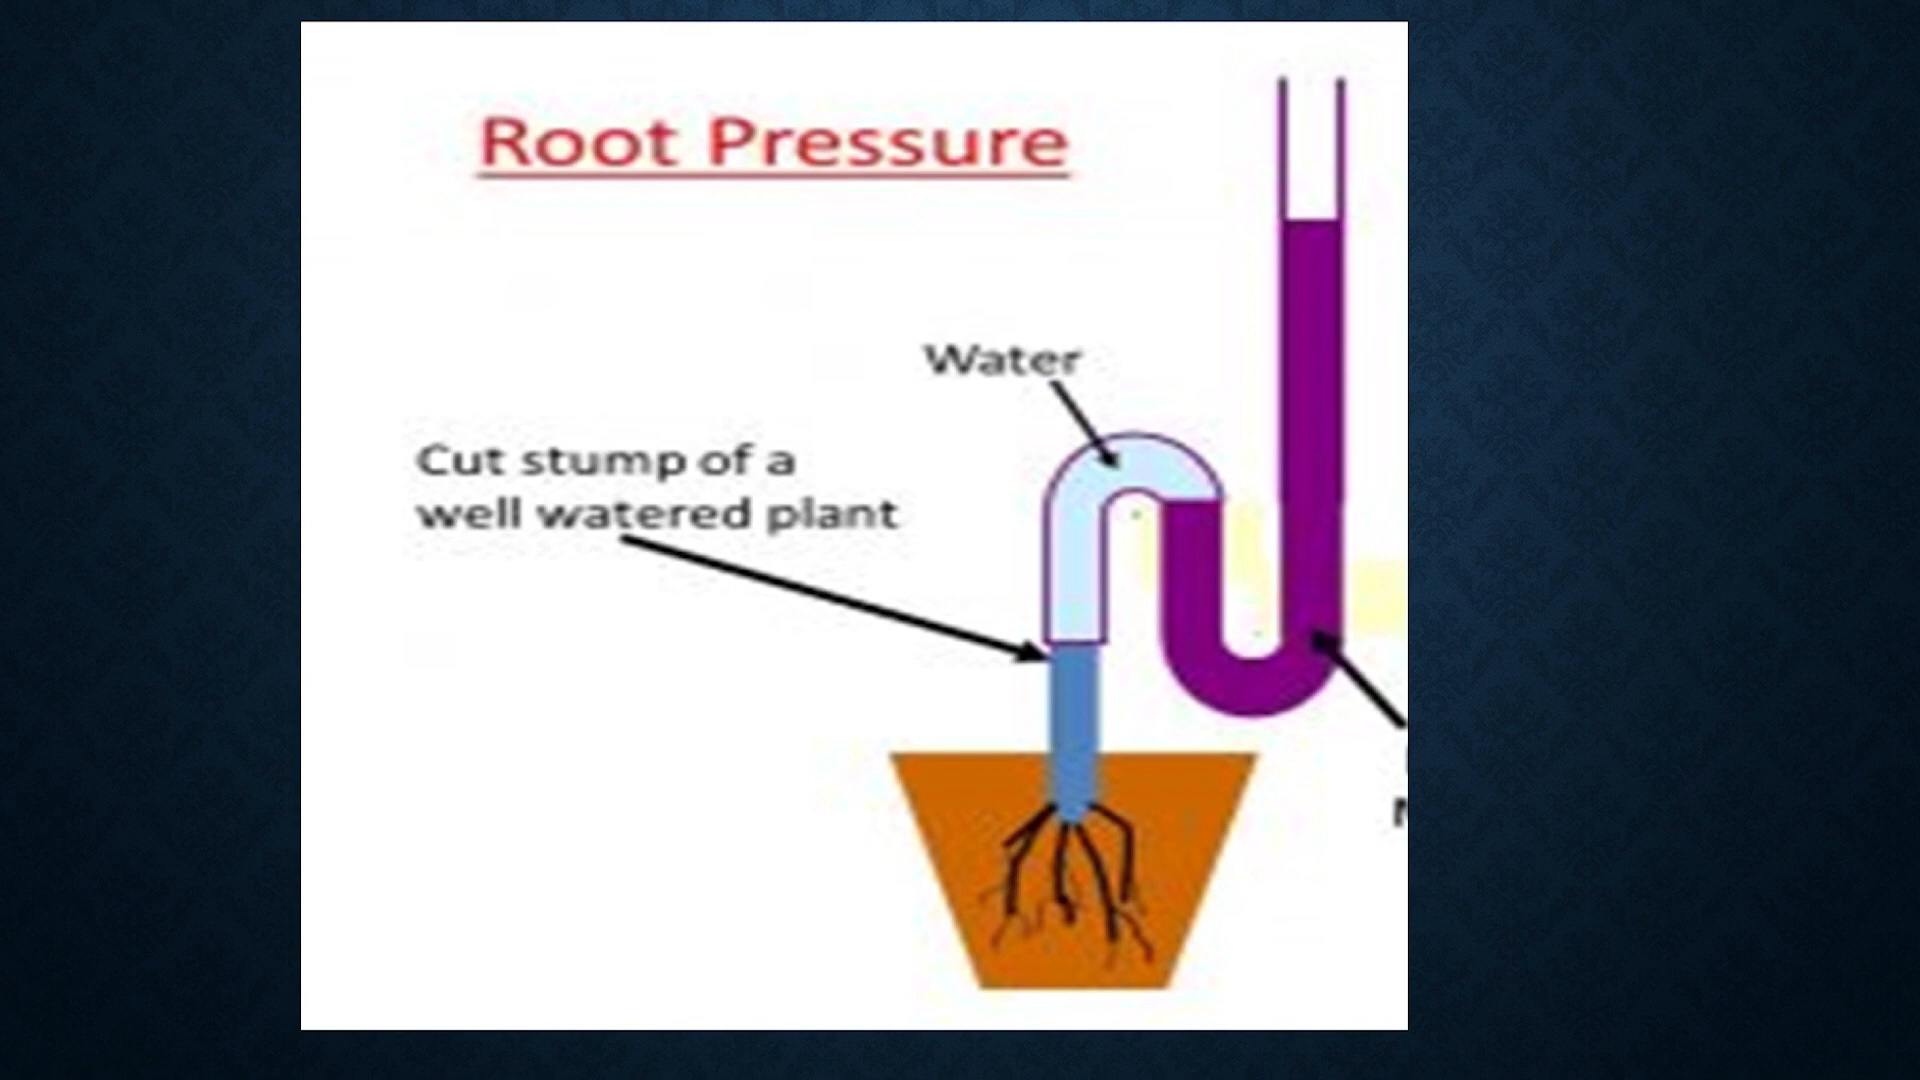 Root Pressure
Water
Cut stump of a
well watered plant